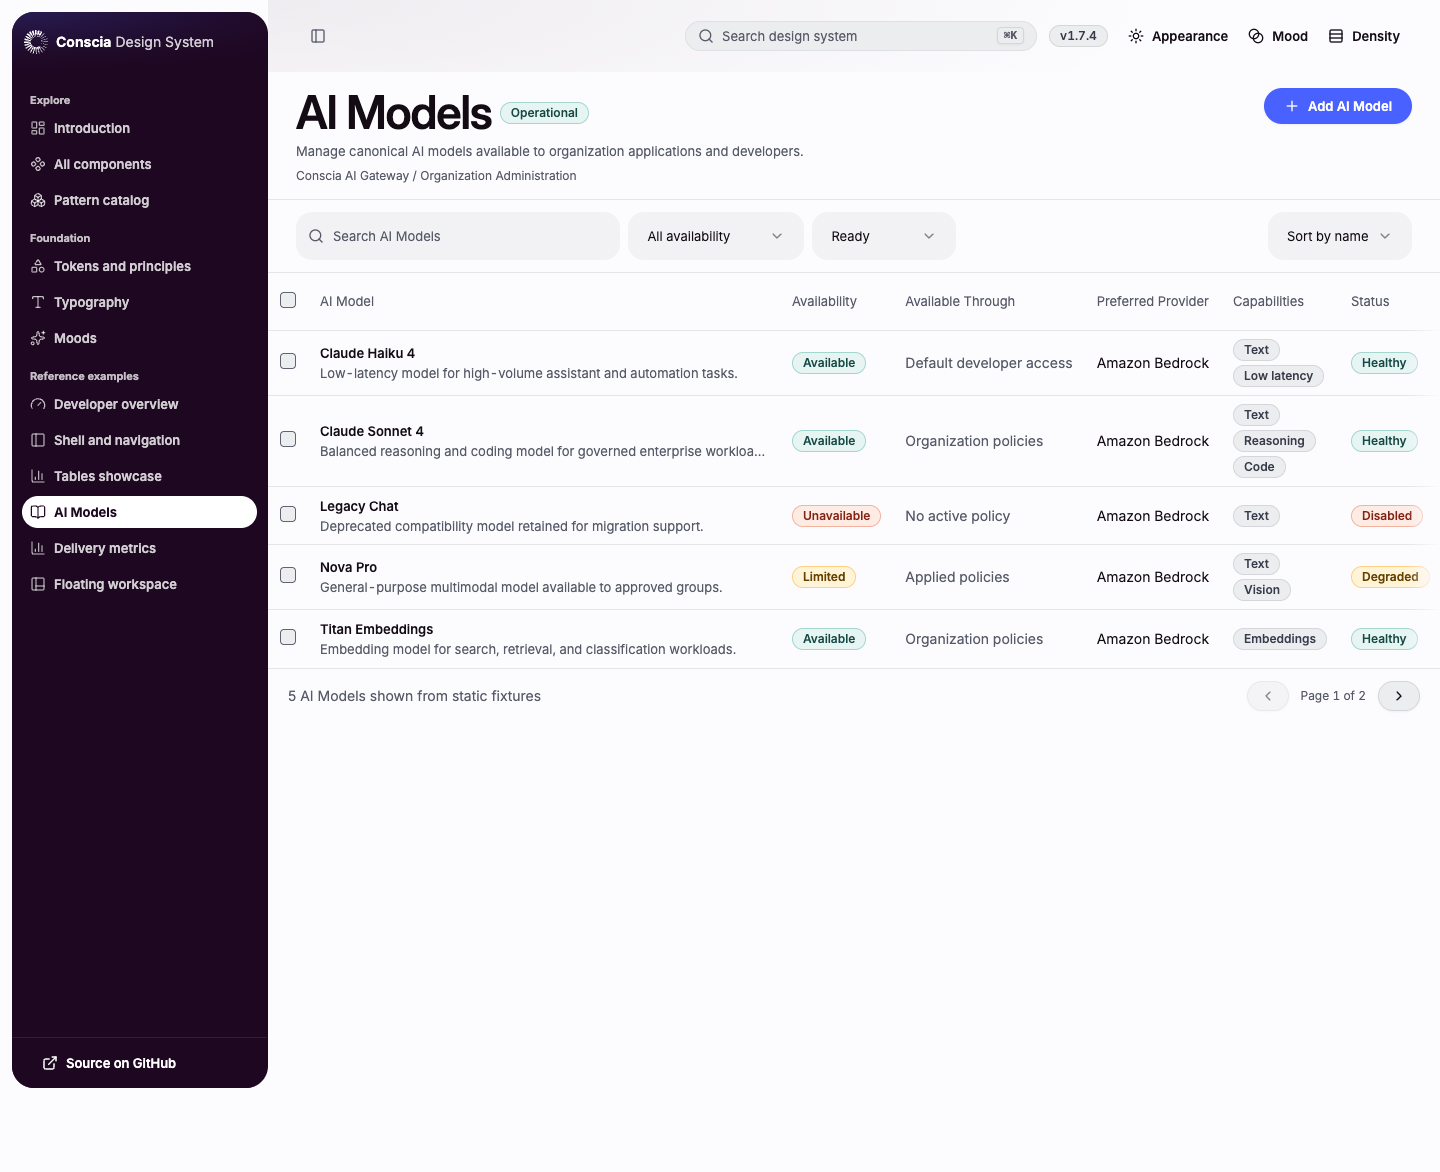 Conscia Design System
Explore
Introduction
All components
Pattern catalog
Foundation
Tokens and principles
Typography
Moods
Reference examples
Developer overview
Shell and navigation
Tables showcase
AI Models
Delivery metrics
Floating workspace
Source on GitHub
Search design system ⌘K v1.7.4 Appearance Mood Density
AI Models Operational Add AI Model
Manage canonical AI models available to organization applications and developers.
Conscia AI Gateway / Organization Administration
Search AI Models All availability Ready Sort by name
AI Model Availability Available Through Preferred Provider Capabilities Status
Claude Haiku 4
Low-latency model for high-volume assistant and automation tasks.
Available Default developer access Amazon Bedrock
Text
Low latency
Healthy
Claude Sonnet 4
Balanced reasoning and coding model for governed enterprise workloa...
Available Organization policies Amazon Bedrock
Text
Reasoning
Code
Healthy
Legacy Chat
Deprecated compatibility model retained for migration support.
Unavailable No active policy Amazon Bedrock Text Disabled
Nova Pro
General-purpose multimodal model available to approved groups.
Limited Applied policies Amazon Bedrock
Text
Vision
Degraded
Titan Embeddings
Embedding model for search, retrieval, and classification workloads.
Available Organization policies Amazon Bedrock Embeddings Healthy
5 AI Models shown from static fixtures Page 1 of 2